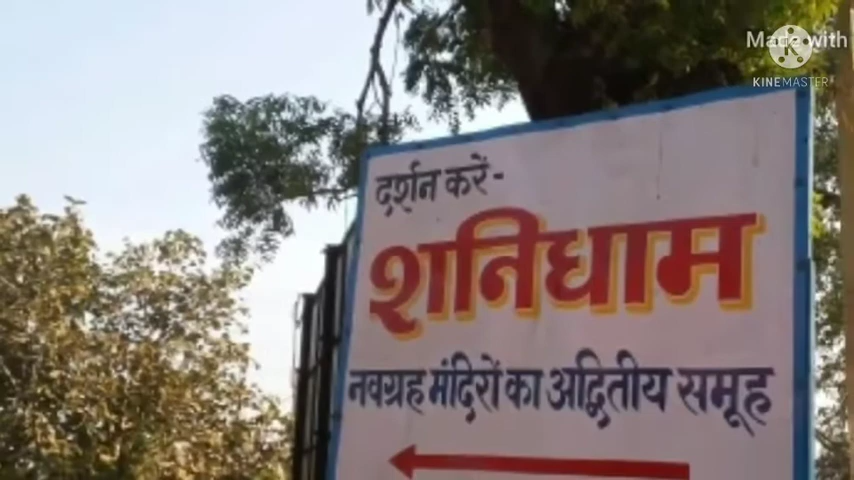 Made with
KINEMASTER
दर्शन करें-
शनिधाम
नवग्रह मंदिरों का अद्वितीय समूह